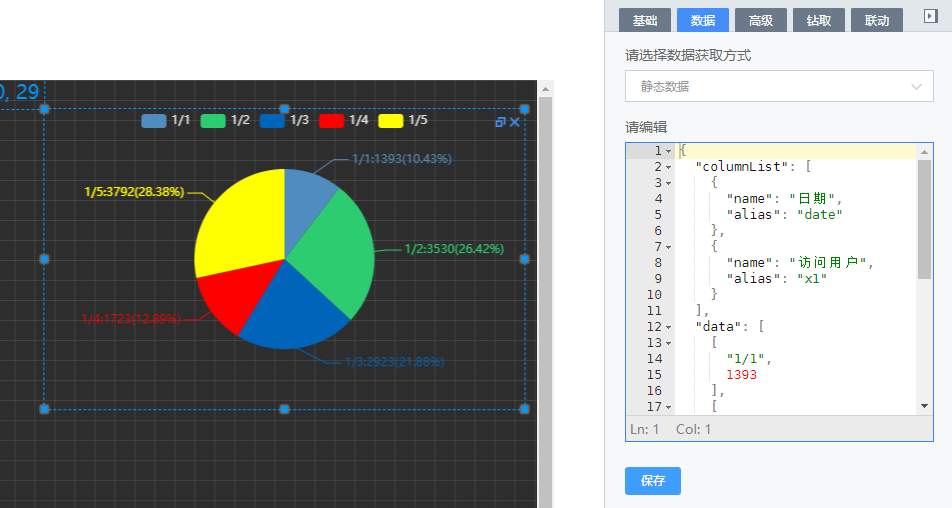 0, 29
1/1 1/2 1/3 1/4 1/5
1/1:1393(10.43%)
1/5:3792(28.38%)
1/2:3530(26.42%)
1/4:1723(12.89%)
1/3:2923(21.88%)
基础 数据 高级 钻取 联动
请选择数据获取方式
静态数据
请编辑
1 {
2 "columnList": [
3 {
4 "name": "日期",
5 "alias": "date"
6 },
7 {
8 "name": "访问用户",
9 "alias": "xl"
10 }
11 ],
12 "data": [
13 [
14 "1/1",
15 1393
16 ],
17 [
Ln: 1 Col: 1
保存